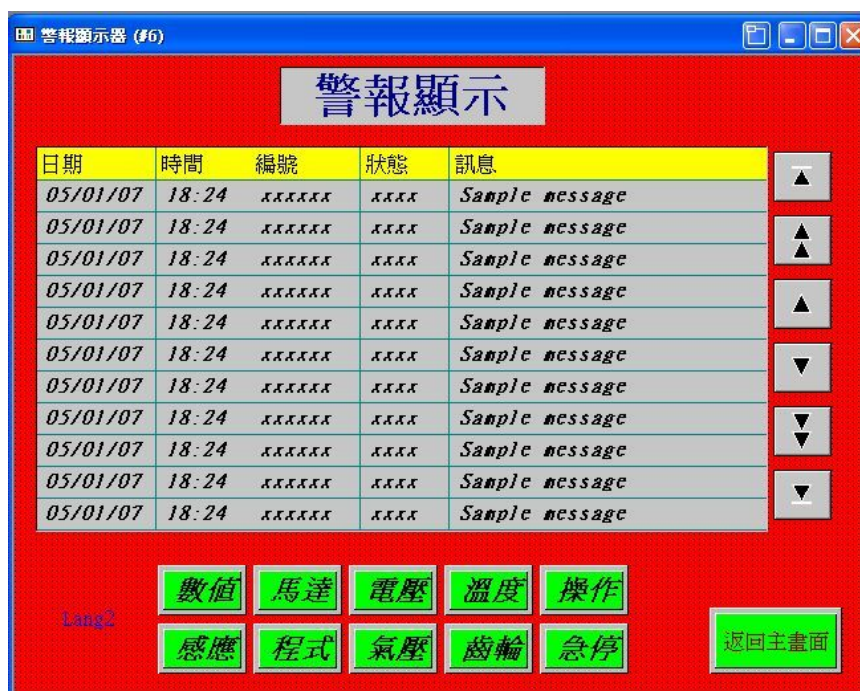 警報顯示器 (#6)
警報顯示
日期 時間 編號 狀態 訊息
05/01/07 18:24 xxxxxx xxxx Sample message
05/01/07 18:24 xxxxxx xxxx Sample message
05/01/07 18:24 xxxxxx xxxx Sample message
05/01/07 18:24 xxxxxx xxxx Sample message
05/01/07 18:24 xxxxxx xxxx Sample message
05/01/07 18:24 xxxxxx xxxx Sample message
05/01/07 18:24 xxxxxx xxxx Sample message
05/01/07 18:24 xxxxxx xxxx Sample message
05/01/07 18:24 xxxxxx xxxx Sample message
05/01/07 18:24 xxxxxx xxxx Sample message
05/01/07 18:24 xxxxxx xxxx Sample message
數值 馬達 電壓 溫度 操作
Lang2
感應 程式 氣壓 齒輪 急停
返回主畫面